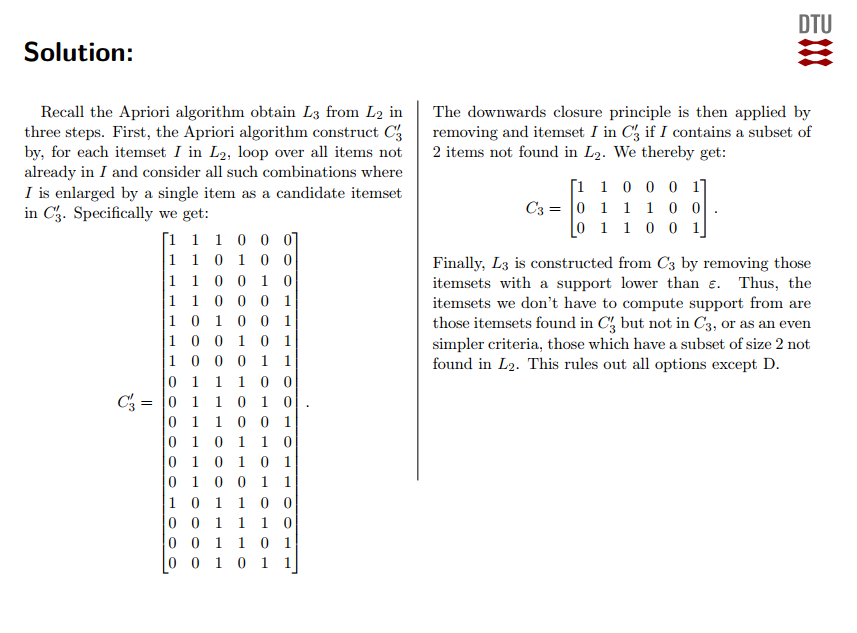 DTU
Solution:
Recall the Apriori algorithm obtain L₃ from L₂ in
three steps. First, the Apriori algorithm construct C′₃
by, for each itemset I in L₂, loop over all items not
already in I and consider all such combinations where
I is enlarged by a single item as a candidate itemset
in C′₃. Specifically we get:
1 1 1 0 0 0
1 1 0 1 0 0
1 1 0 0 1 0
1 1 0 0 0 1
1 0 1 0 0 1
1 0 0 1 0 1
1 0 0 0 1 1
0 1 1 1 0 0
C′₃ = 0 1 1 0 1 0 .
0 1 1 0 0 1
0 1 0 1 1 0
0 1 0 1 0 1
0 1 0 0 1 1
1 0 1 1 0 0
0 0 1 1 1 0
0 0 1 1 0 1
0 0 1 0 1 1
The downwards closure principle is then applied by
removing and itemset I in C′₃ if I contains a subset of
2 items not found in L₂. We thereby get:
1 1 0 0 0 1
C₃ = 0 1 1 1 0 0 .
0 1 1 0 0 1
Finally, L₃ is constructed from C₃ by removing those
itemsets with a support lower than ε. Thus, the
itemsets we don't have to compute support from are
those itemsets found in C′₃ but not in C₃, or as an even
simpler criteria, those which have a subset of size 2 not
found in L₂. This rules out all options except D.